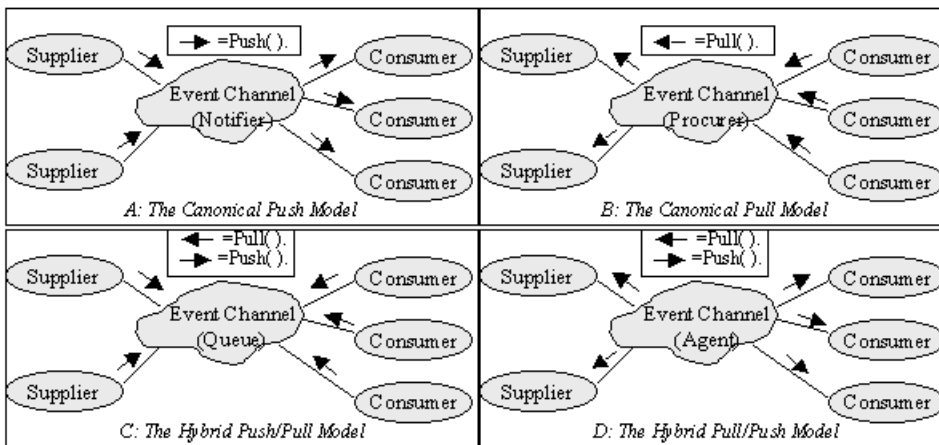 =Push( ).
Supplier
Consumer
Event Channel
(Notifier)
Consumer
Supplier
Consumer
A: The Canonical Push Model
=Pull( ).
Supplier
Consumer
Event Channel
(Procurer)
Consumer
Supplier
Consumer
B: The Canonical Pull Model
=Pull( ).
=Push( ).
Supplier
Consumer
Event Channel
(Queue)
Consumer
Supplier
Consumer
C: The Hybrid Push/Pull Model
=Pull( ).
=Push( ).
Supplier
Consumer
Event Channel
(Agent)
Consumer
Supplier
Consumer
D: The Hybrid Pull/Push Model